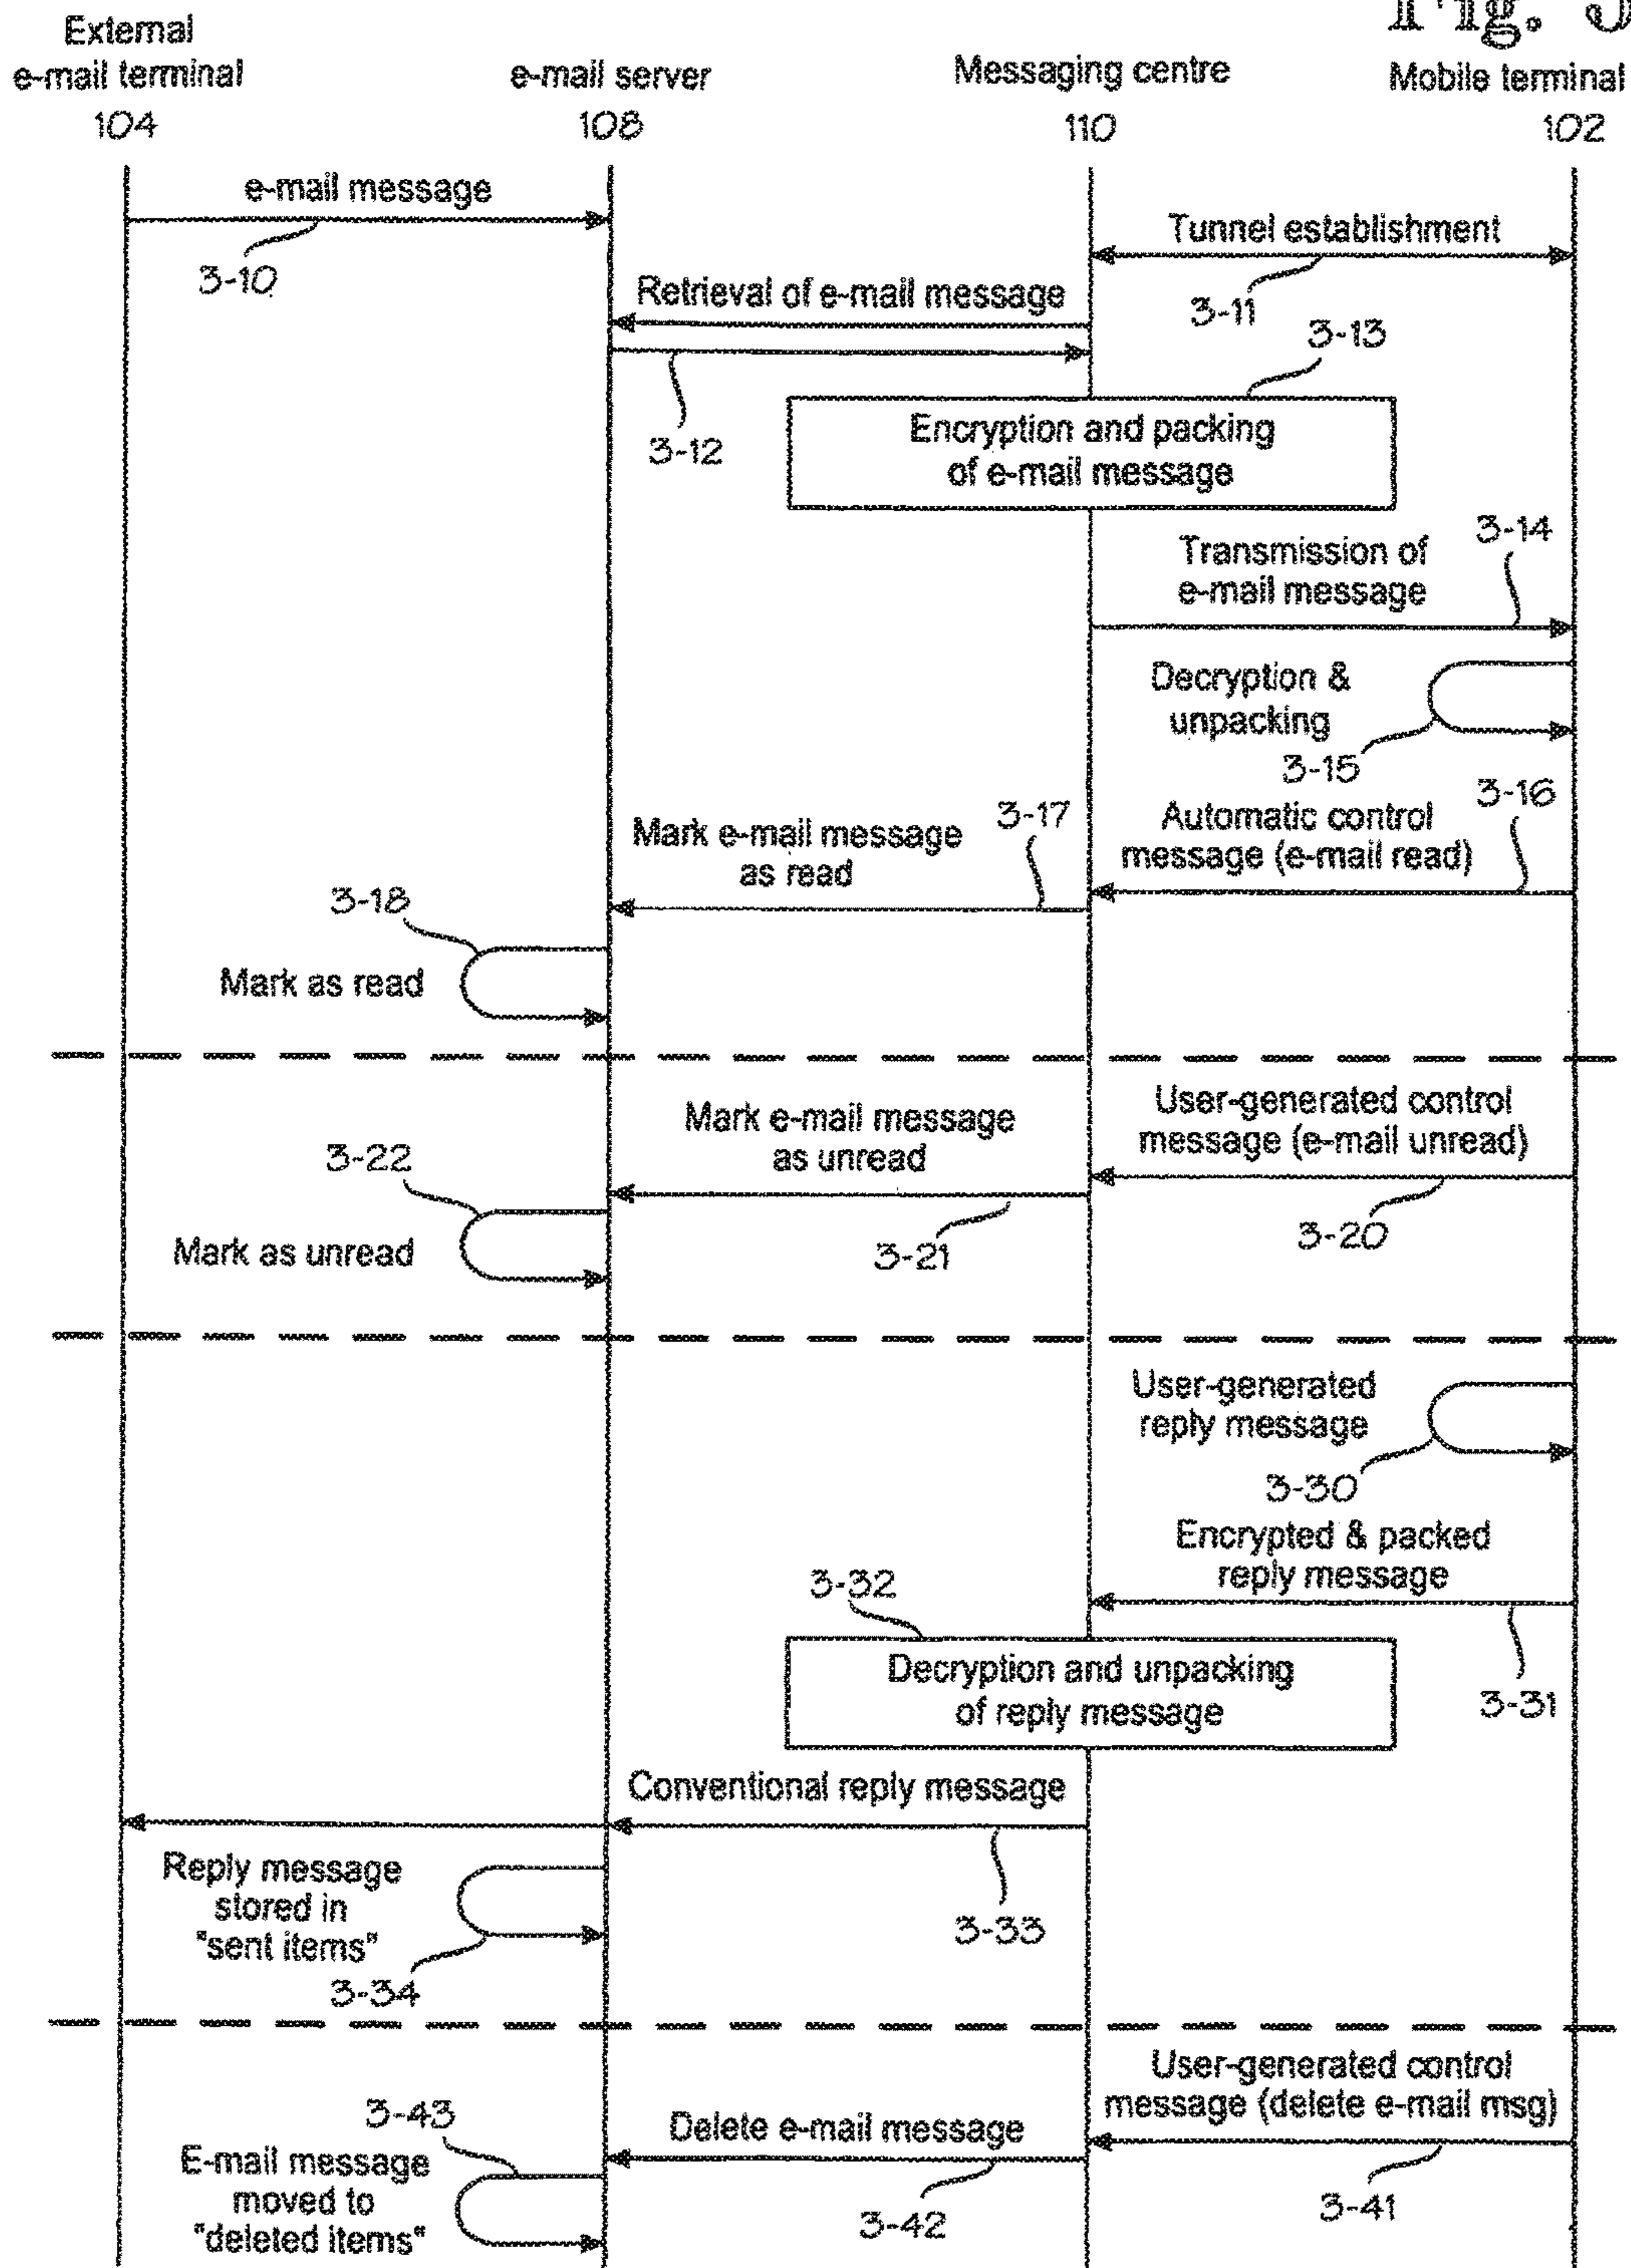 Fig. 3
External
e-mail terminal
104
e-mail server
108
Messaging centre
110
Mobile terminal
102
e-mail message
3-10
Tunnel establishment
3-11
Retrieval of e-mail message
3-12
3-13
Encryption and packing
of e-mail message
Transmission of
e-mail message
3-14
Decryption &
unpacking
3-15
3-16
Automatic control
message (e-mail read)
3-17
Mark e-mail message
as read
3-18
Mark as read
User-generated control
message (e-mail unread)
3-20
Mark e-mail message
as unread
3-21
3-22
Mark as unread
User-generated
reply message
3-30
Encrypted & packed
reply message
3-31
3-32
Decryption and unpacking
of reply message
Conventional reply message
3-33
Reply message
stored in
"sent items"
3-34
User-generated control
message (delete e-mail msg)
3-41
Delete e-mail message
3-42
3-43
E-mail message
moved to
"deleted items"